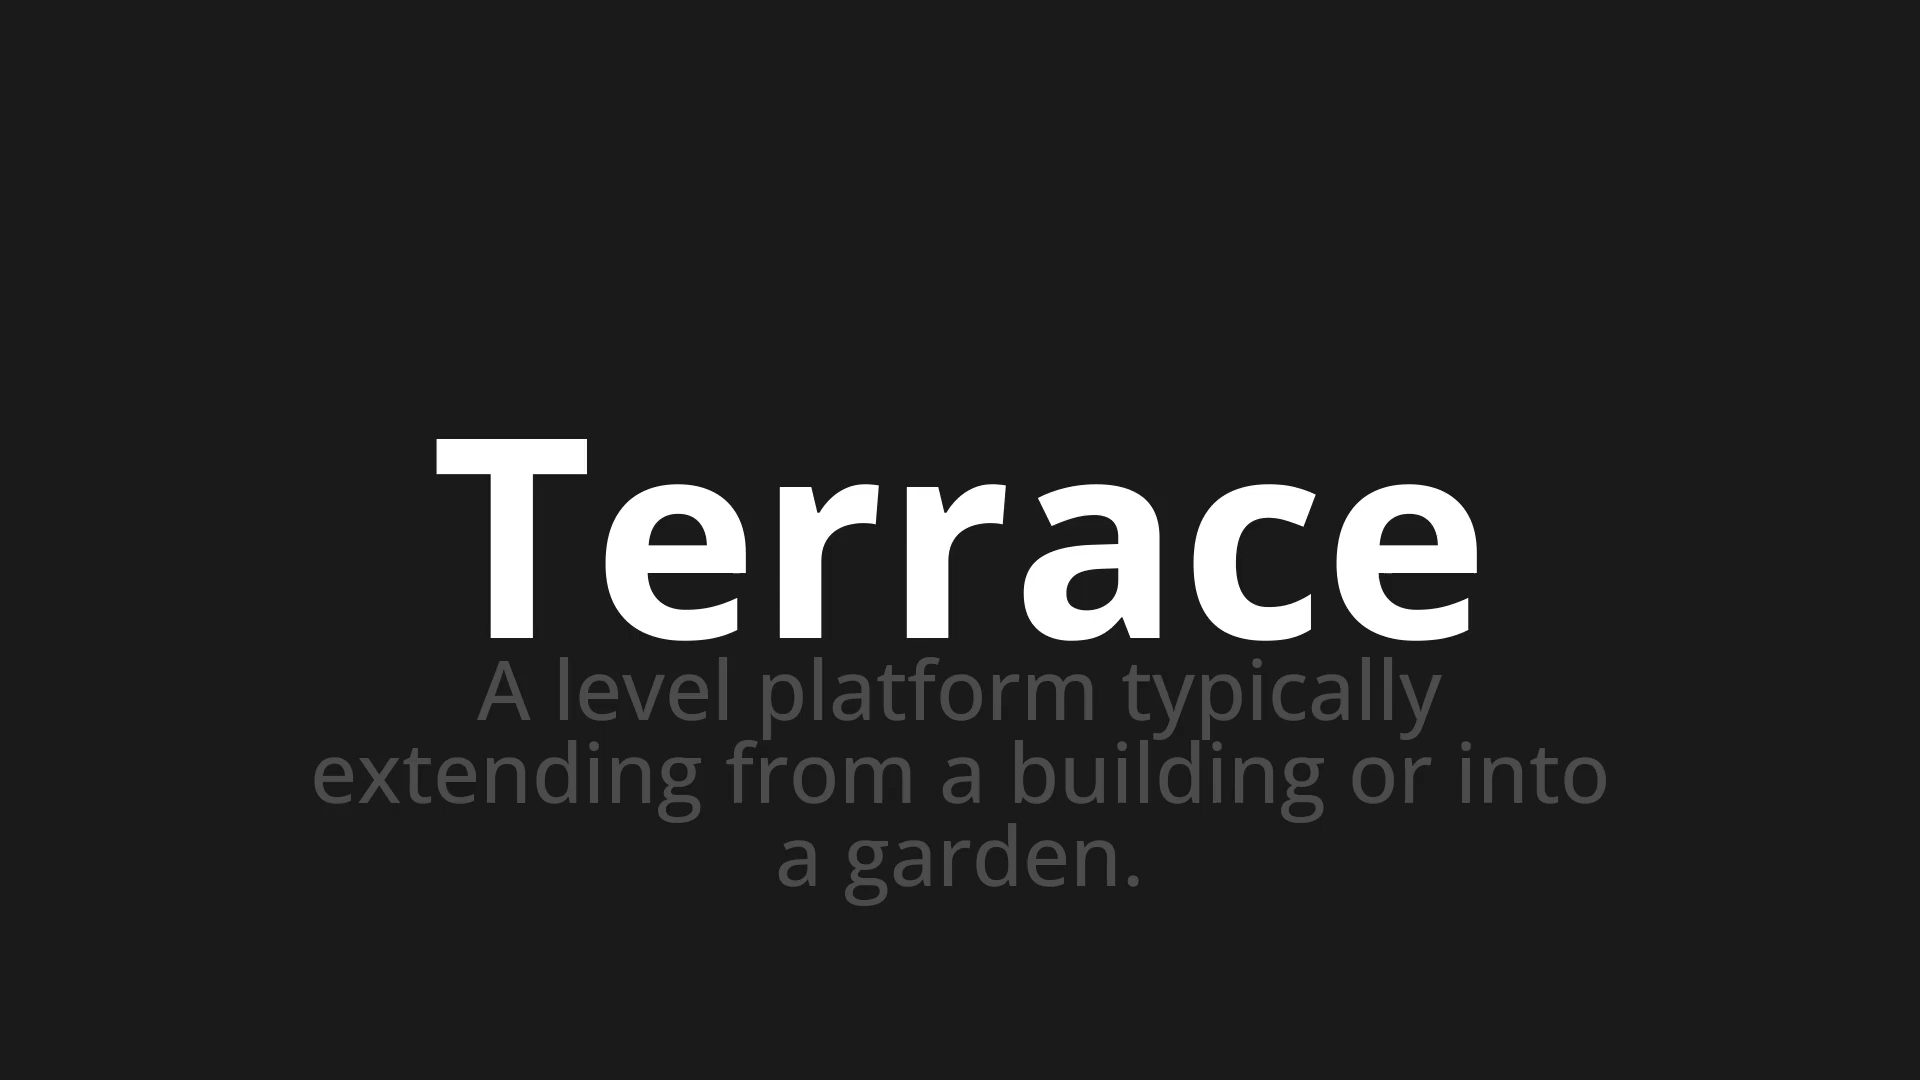 Terrace
A level platform typically
extending from a building or into
a garden.